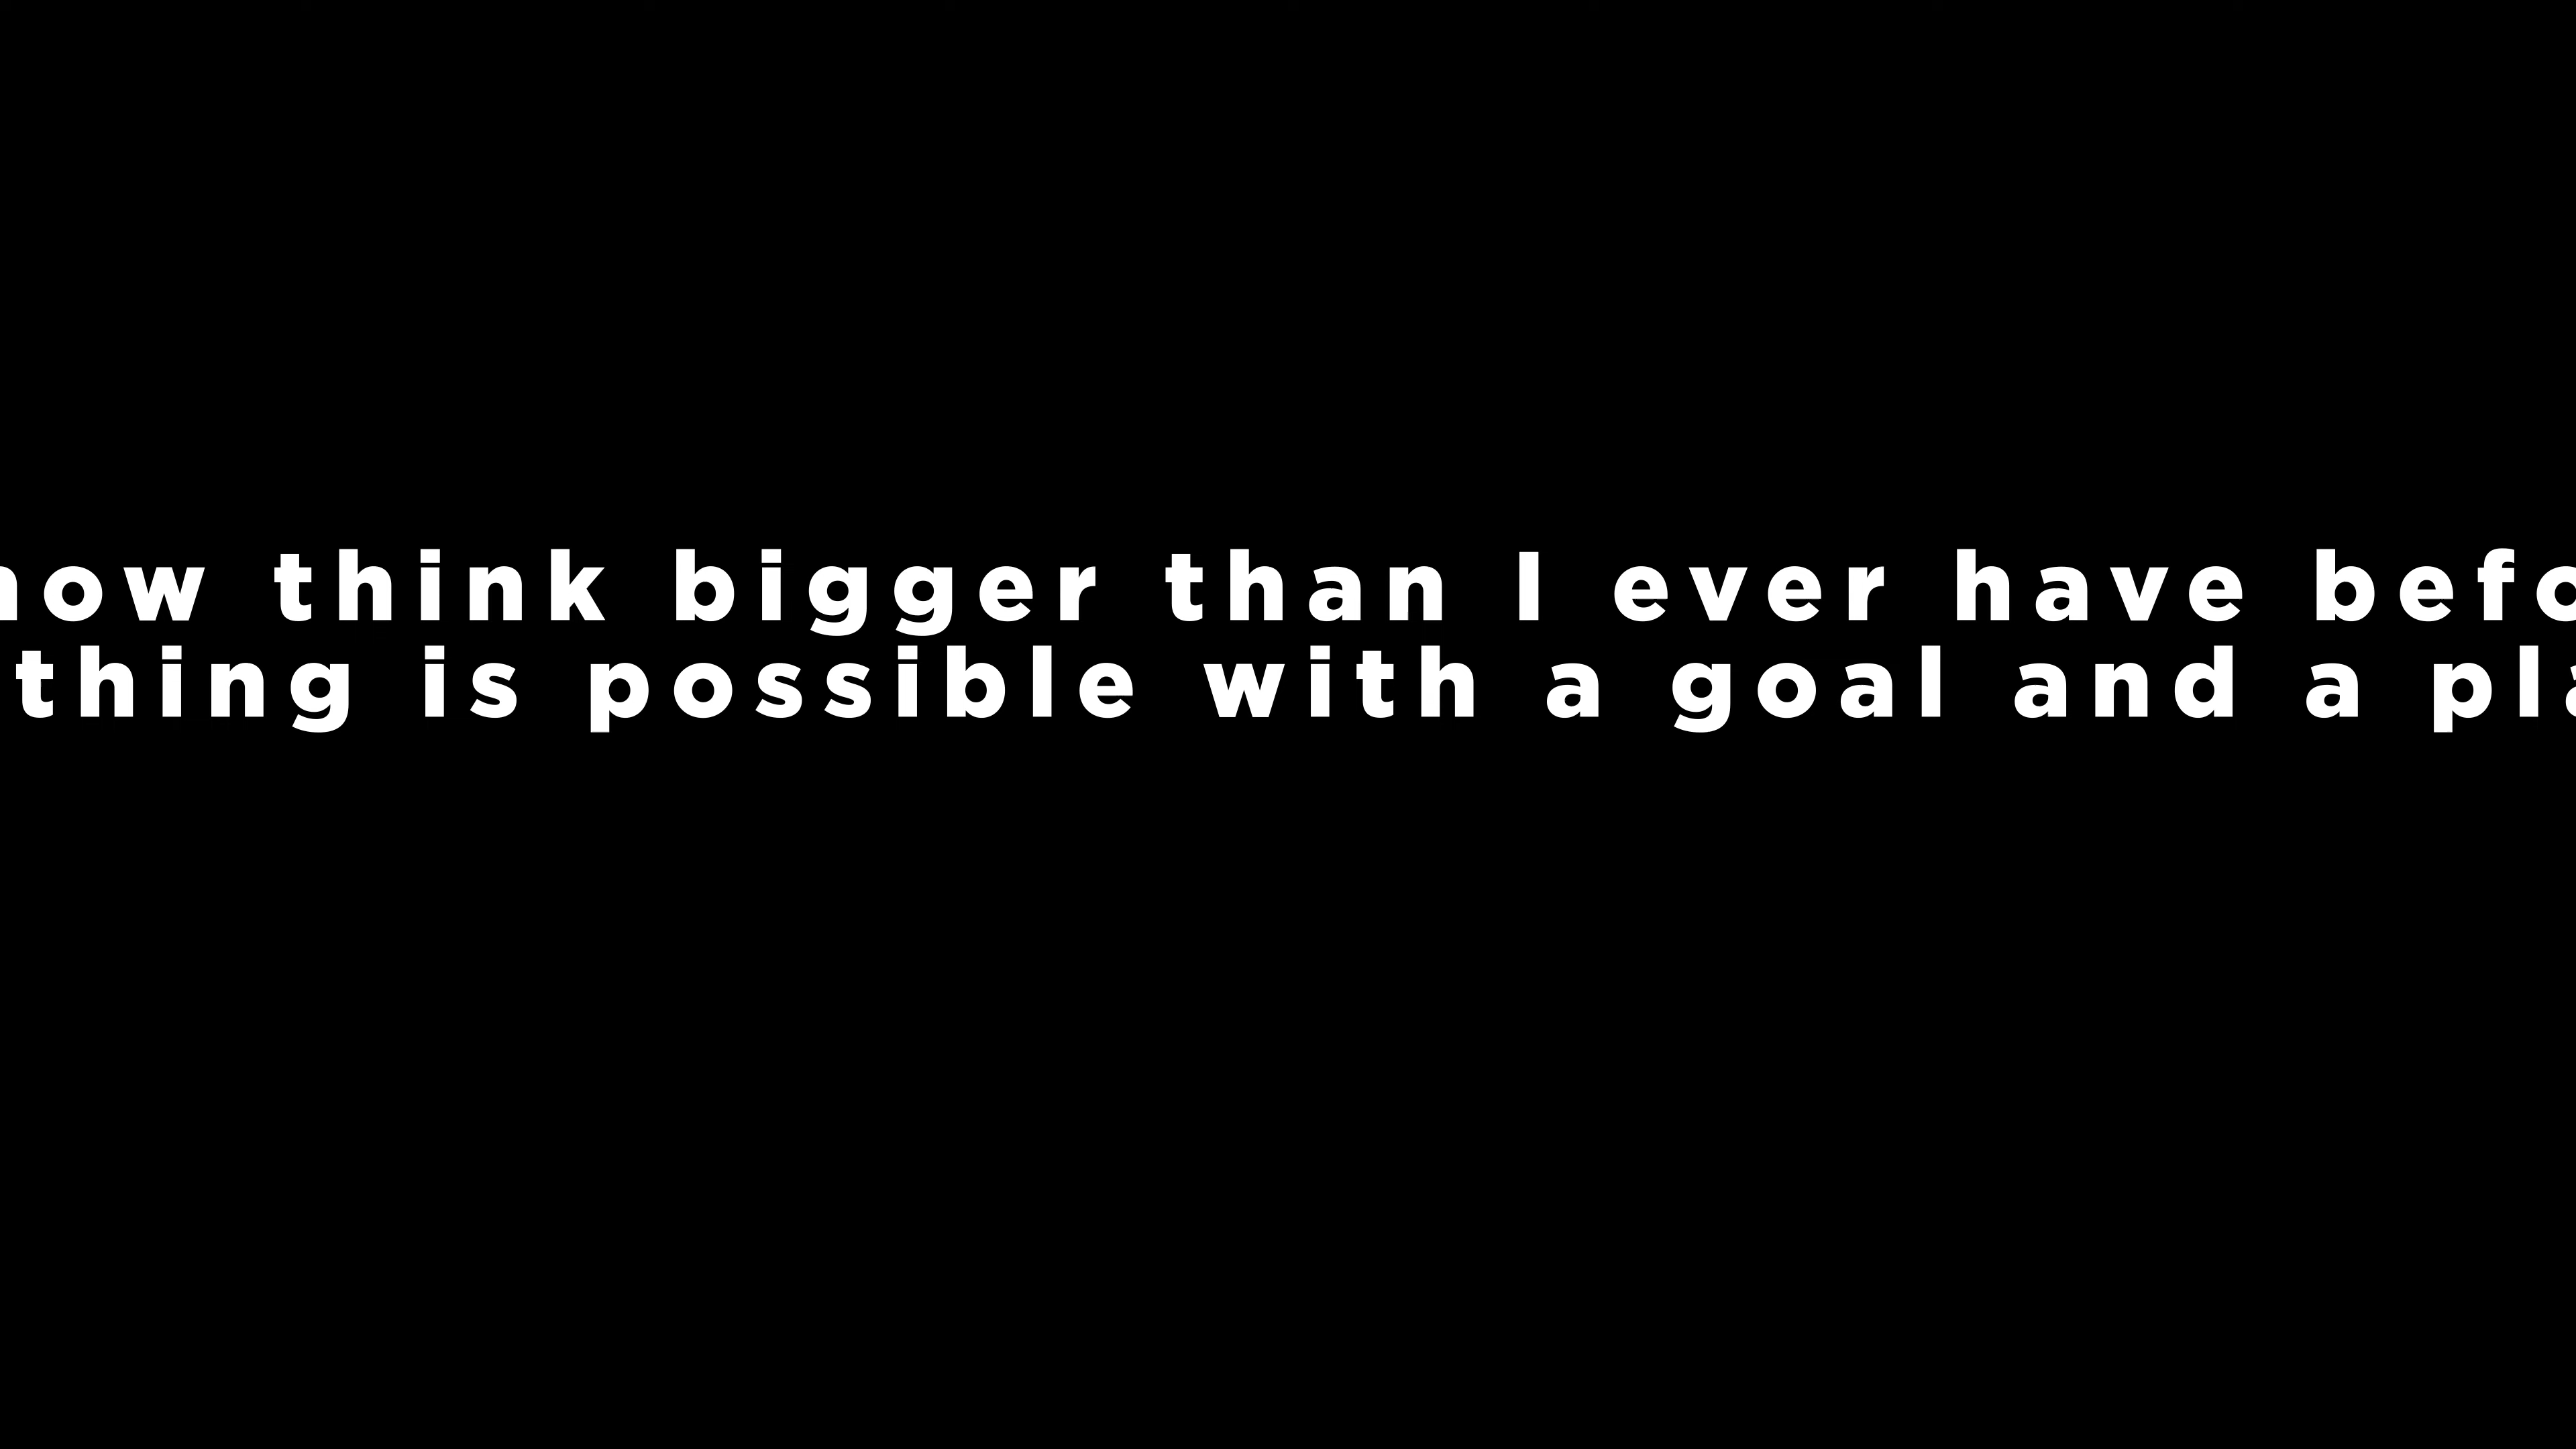 now think bigger than I ever have befo
thing is possible with a goal and a pla